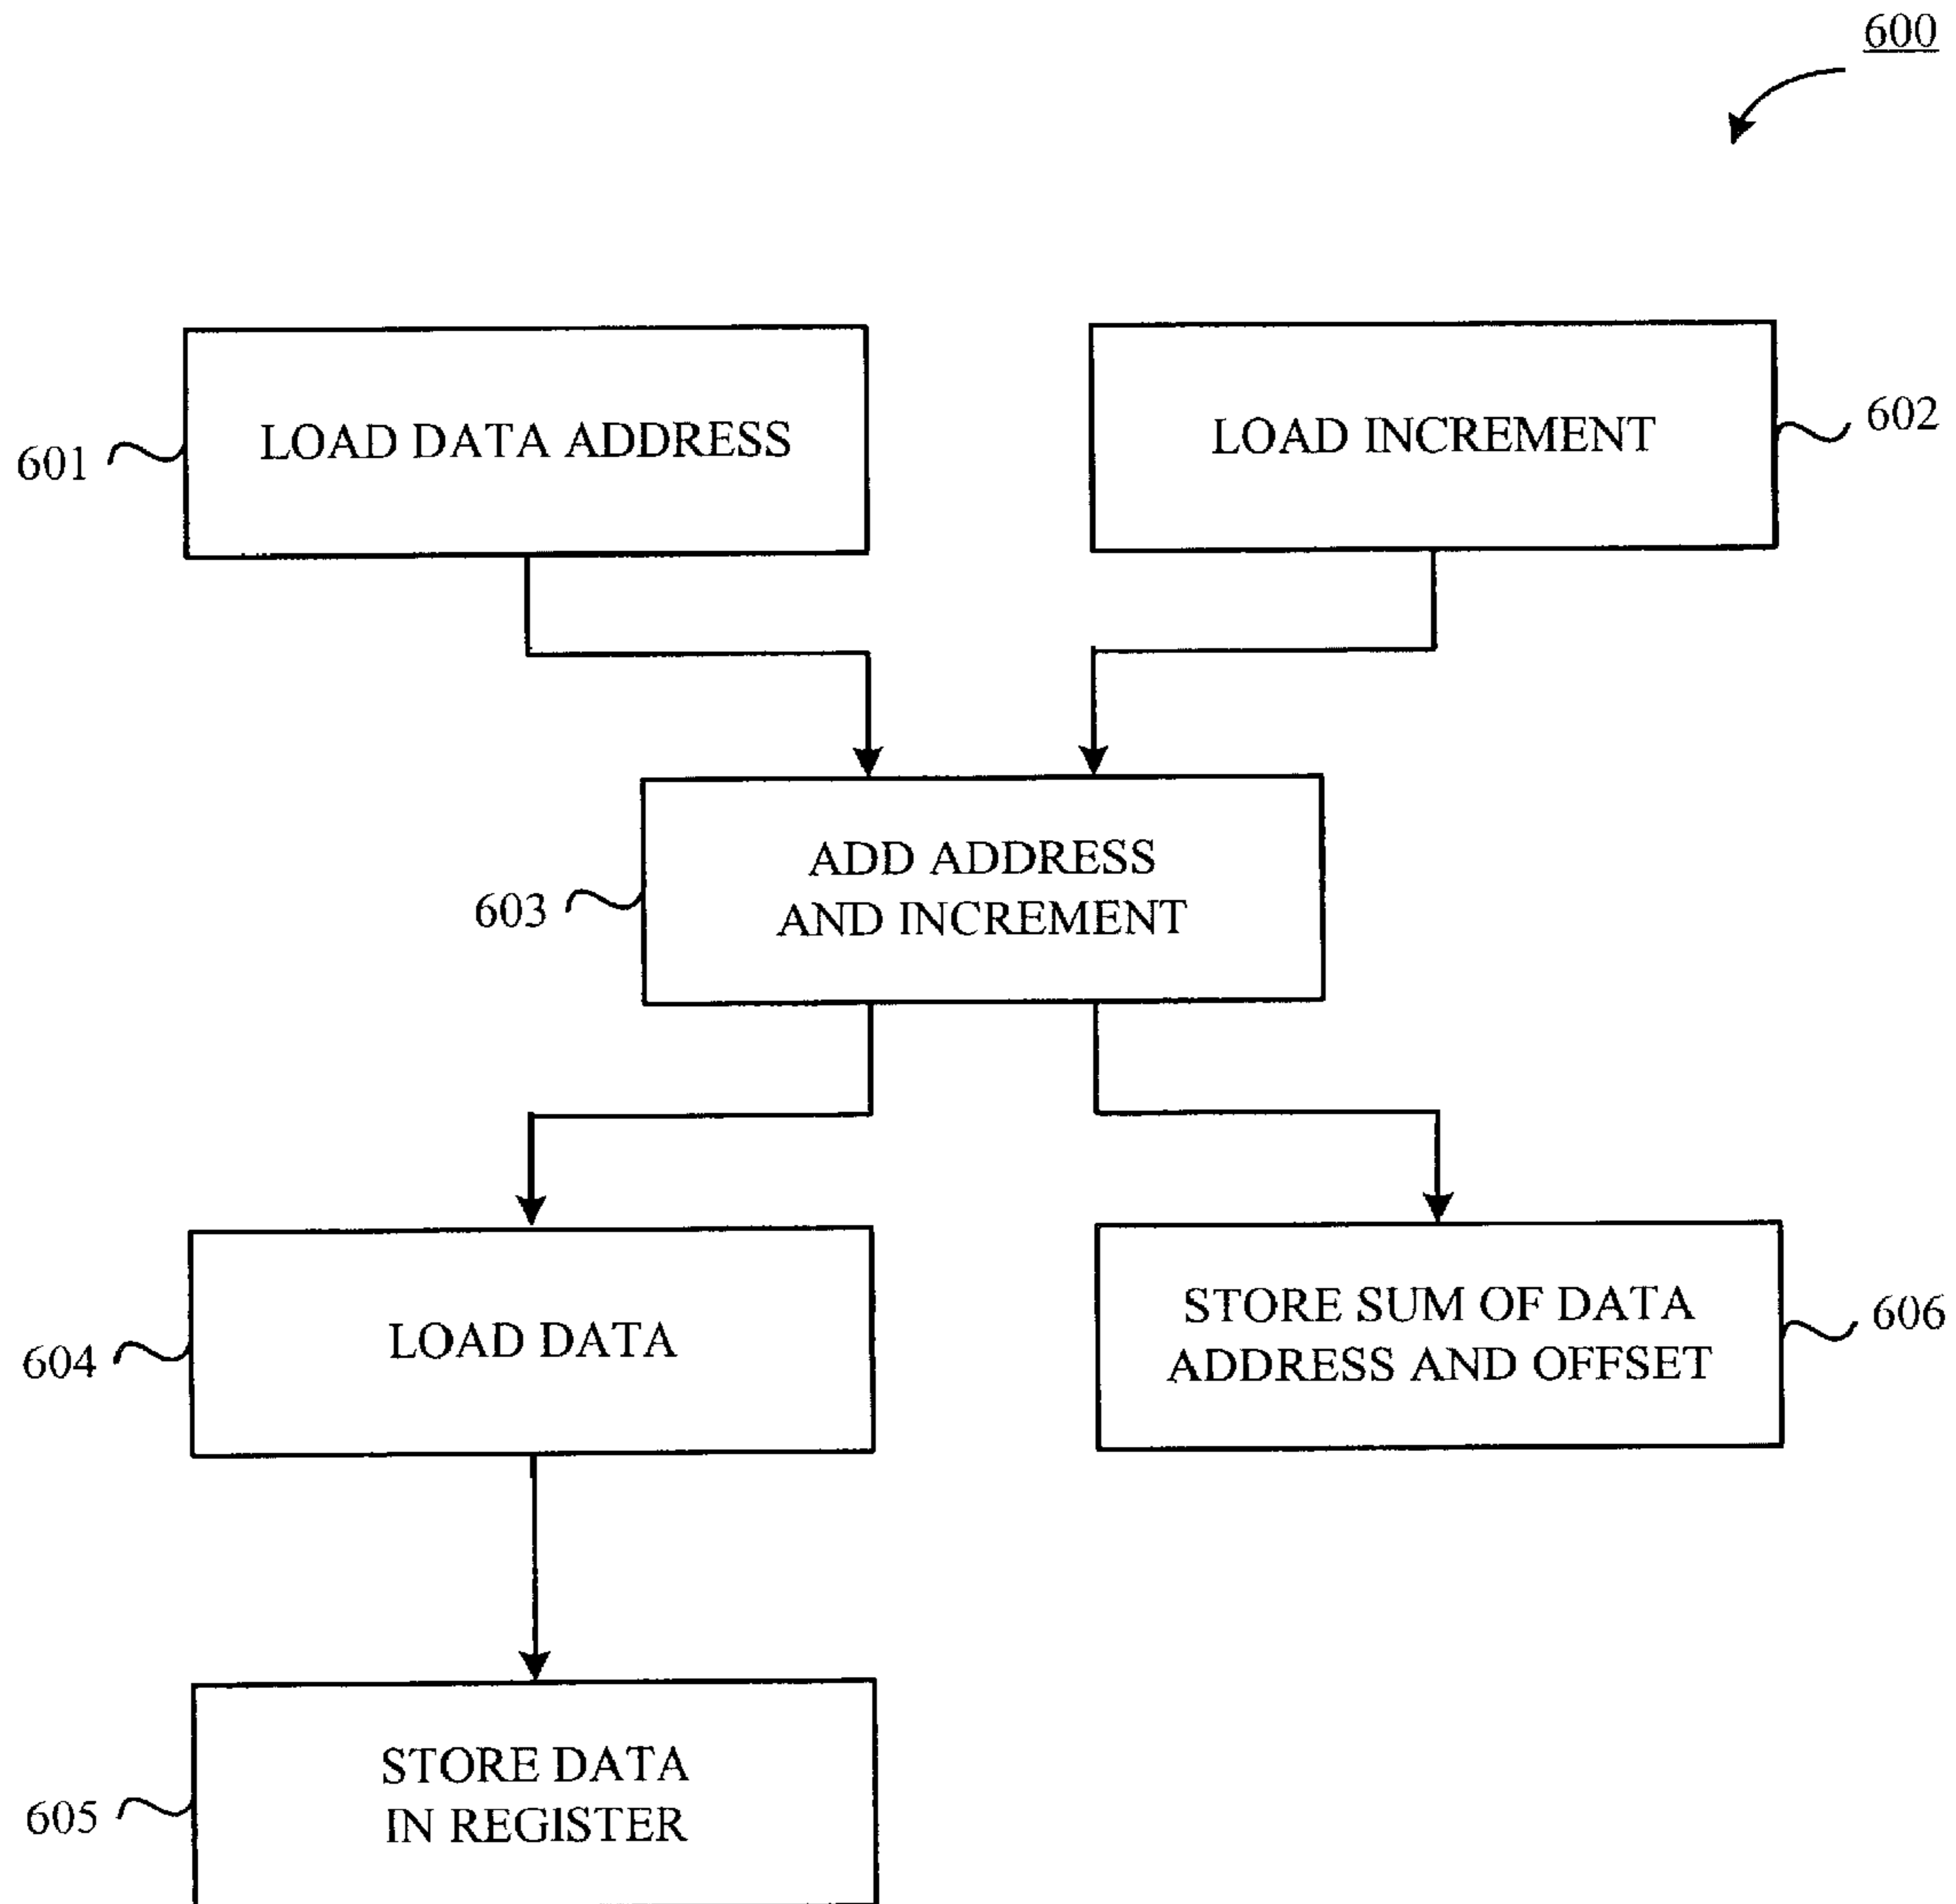 600
LOAD DATA ADDRESS
601
LOAD INCREMENT
602
ADD ADDRESS
AND INCREMENT
603
LOAD DATA
604
STORE SUM OF DATA
ADDRESS AND OFFSET
606
STORE DATA
IN REGISTER
605